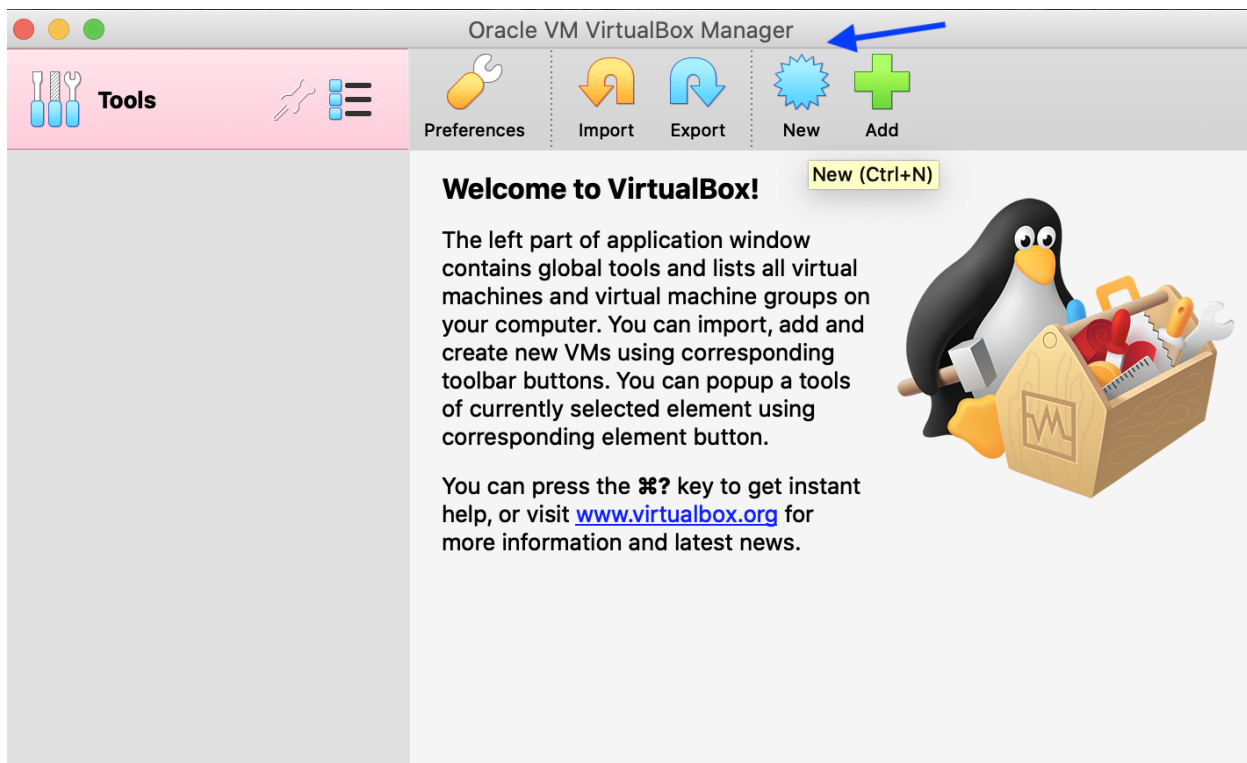 Oracle VM VirtualBox Manager
Tools
Preferences
Import
Export
New
Add
New (Ctrl+N)
Welcome to VirtualBox!
The left part of application window
contains global tools and lists all virtual
machines and virtual machine groups on
your computer. You can import, add and
create new VMs using corresponding
toolbar buttons. You can popup a tools
of currently selected element using
corresponding element button.
You can press the ⌘? key to get instant
help, or visit www.virtualbox.org for
more information and latest news.